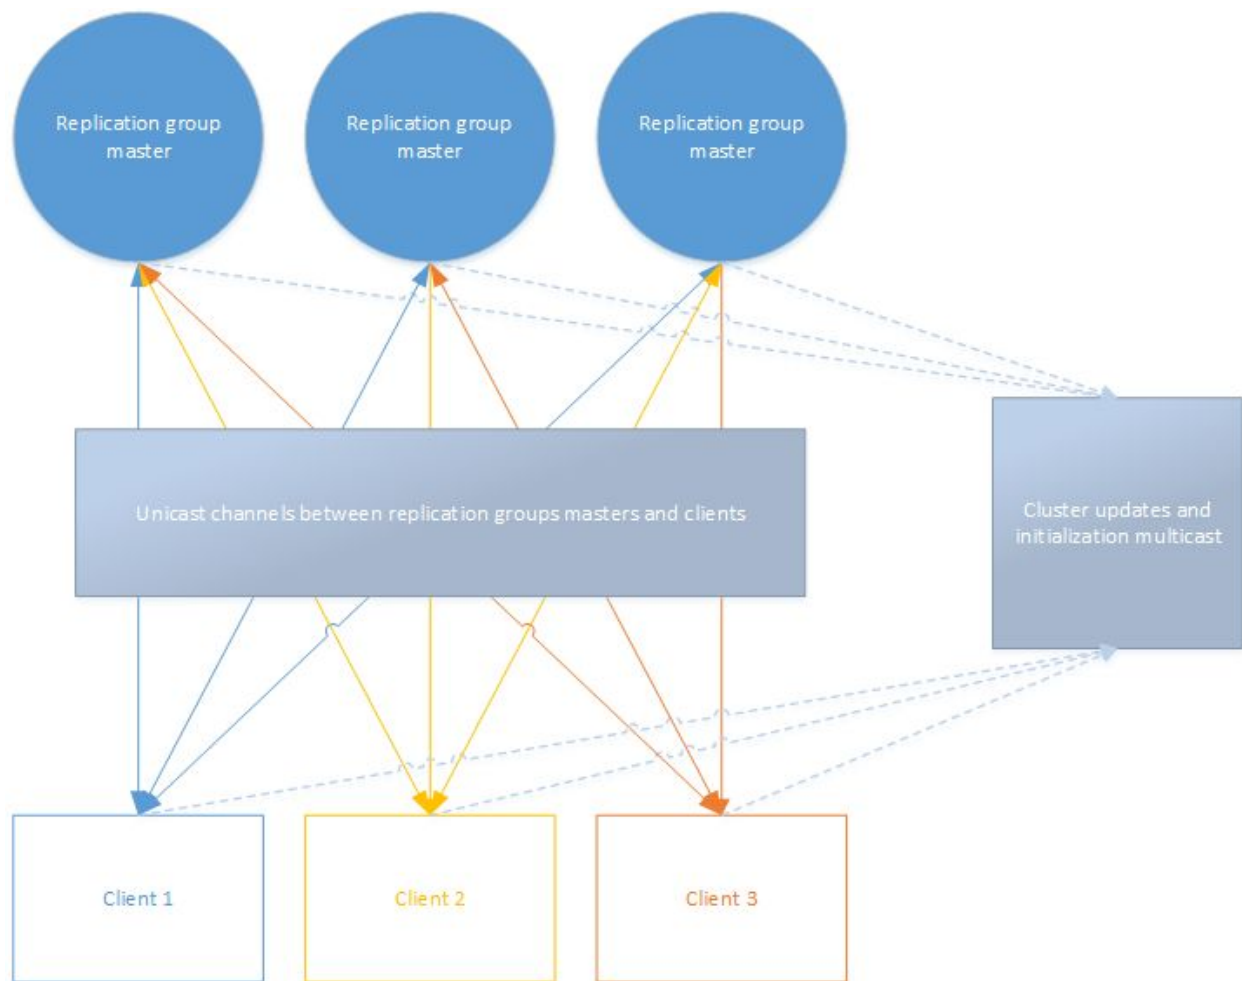 Replication group
master
Replication group
master
Replication group
master
Unicast channels between replication groups masters and clients
Cluster updates and
initialization multicast
Client 1
Client 2
Client 3